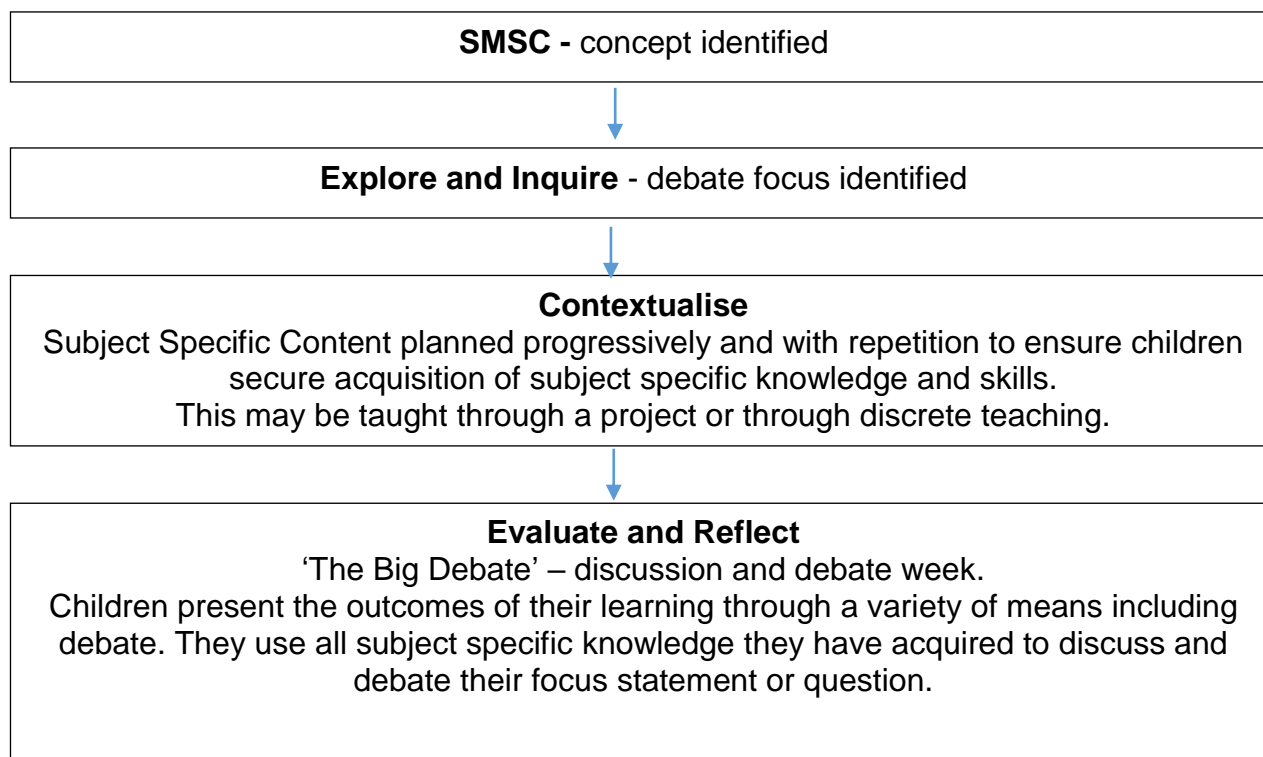 SMSC - concept identified
Explore and Inquire - debate focus identified
Contextualise
Subject Specific Content planned progressively and with repetition to ensure children
secure acquisition of subject specific knowledge and skills.
This may be taught through a project or through discrete teaching.
Evaluate and Reflect
‘The Big Debate’ – discussion and debate week.
Children present the outcomes of their learning through a variety of means including
debate. They use all subject specific knowledge they have acquired to discuss and
debate their focus statement or question.